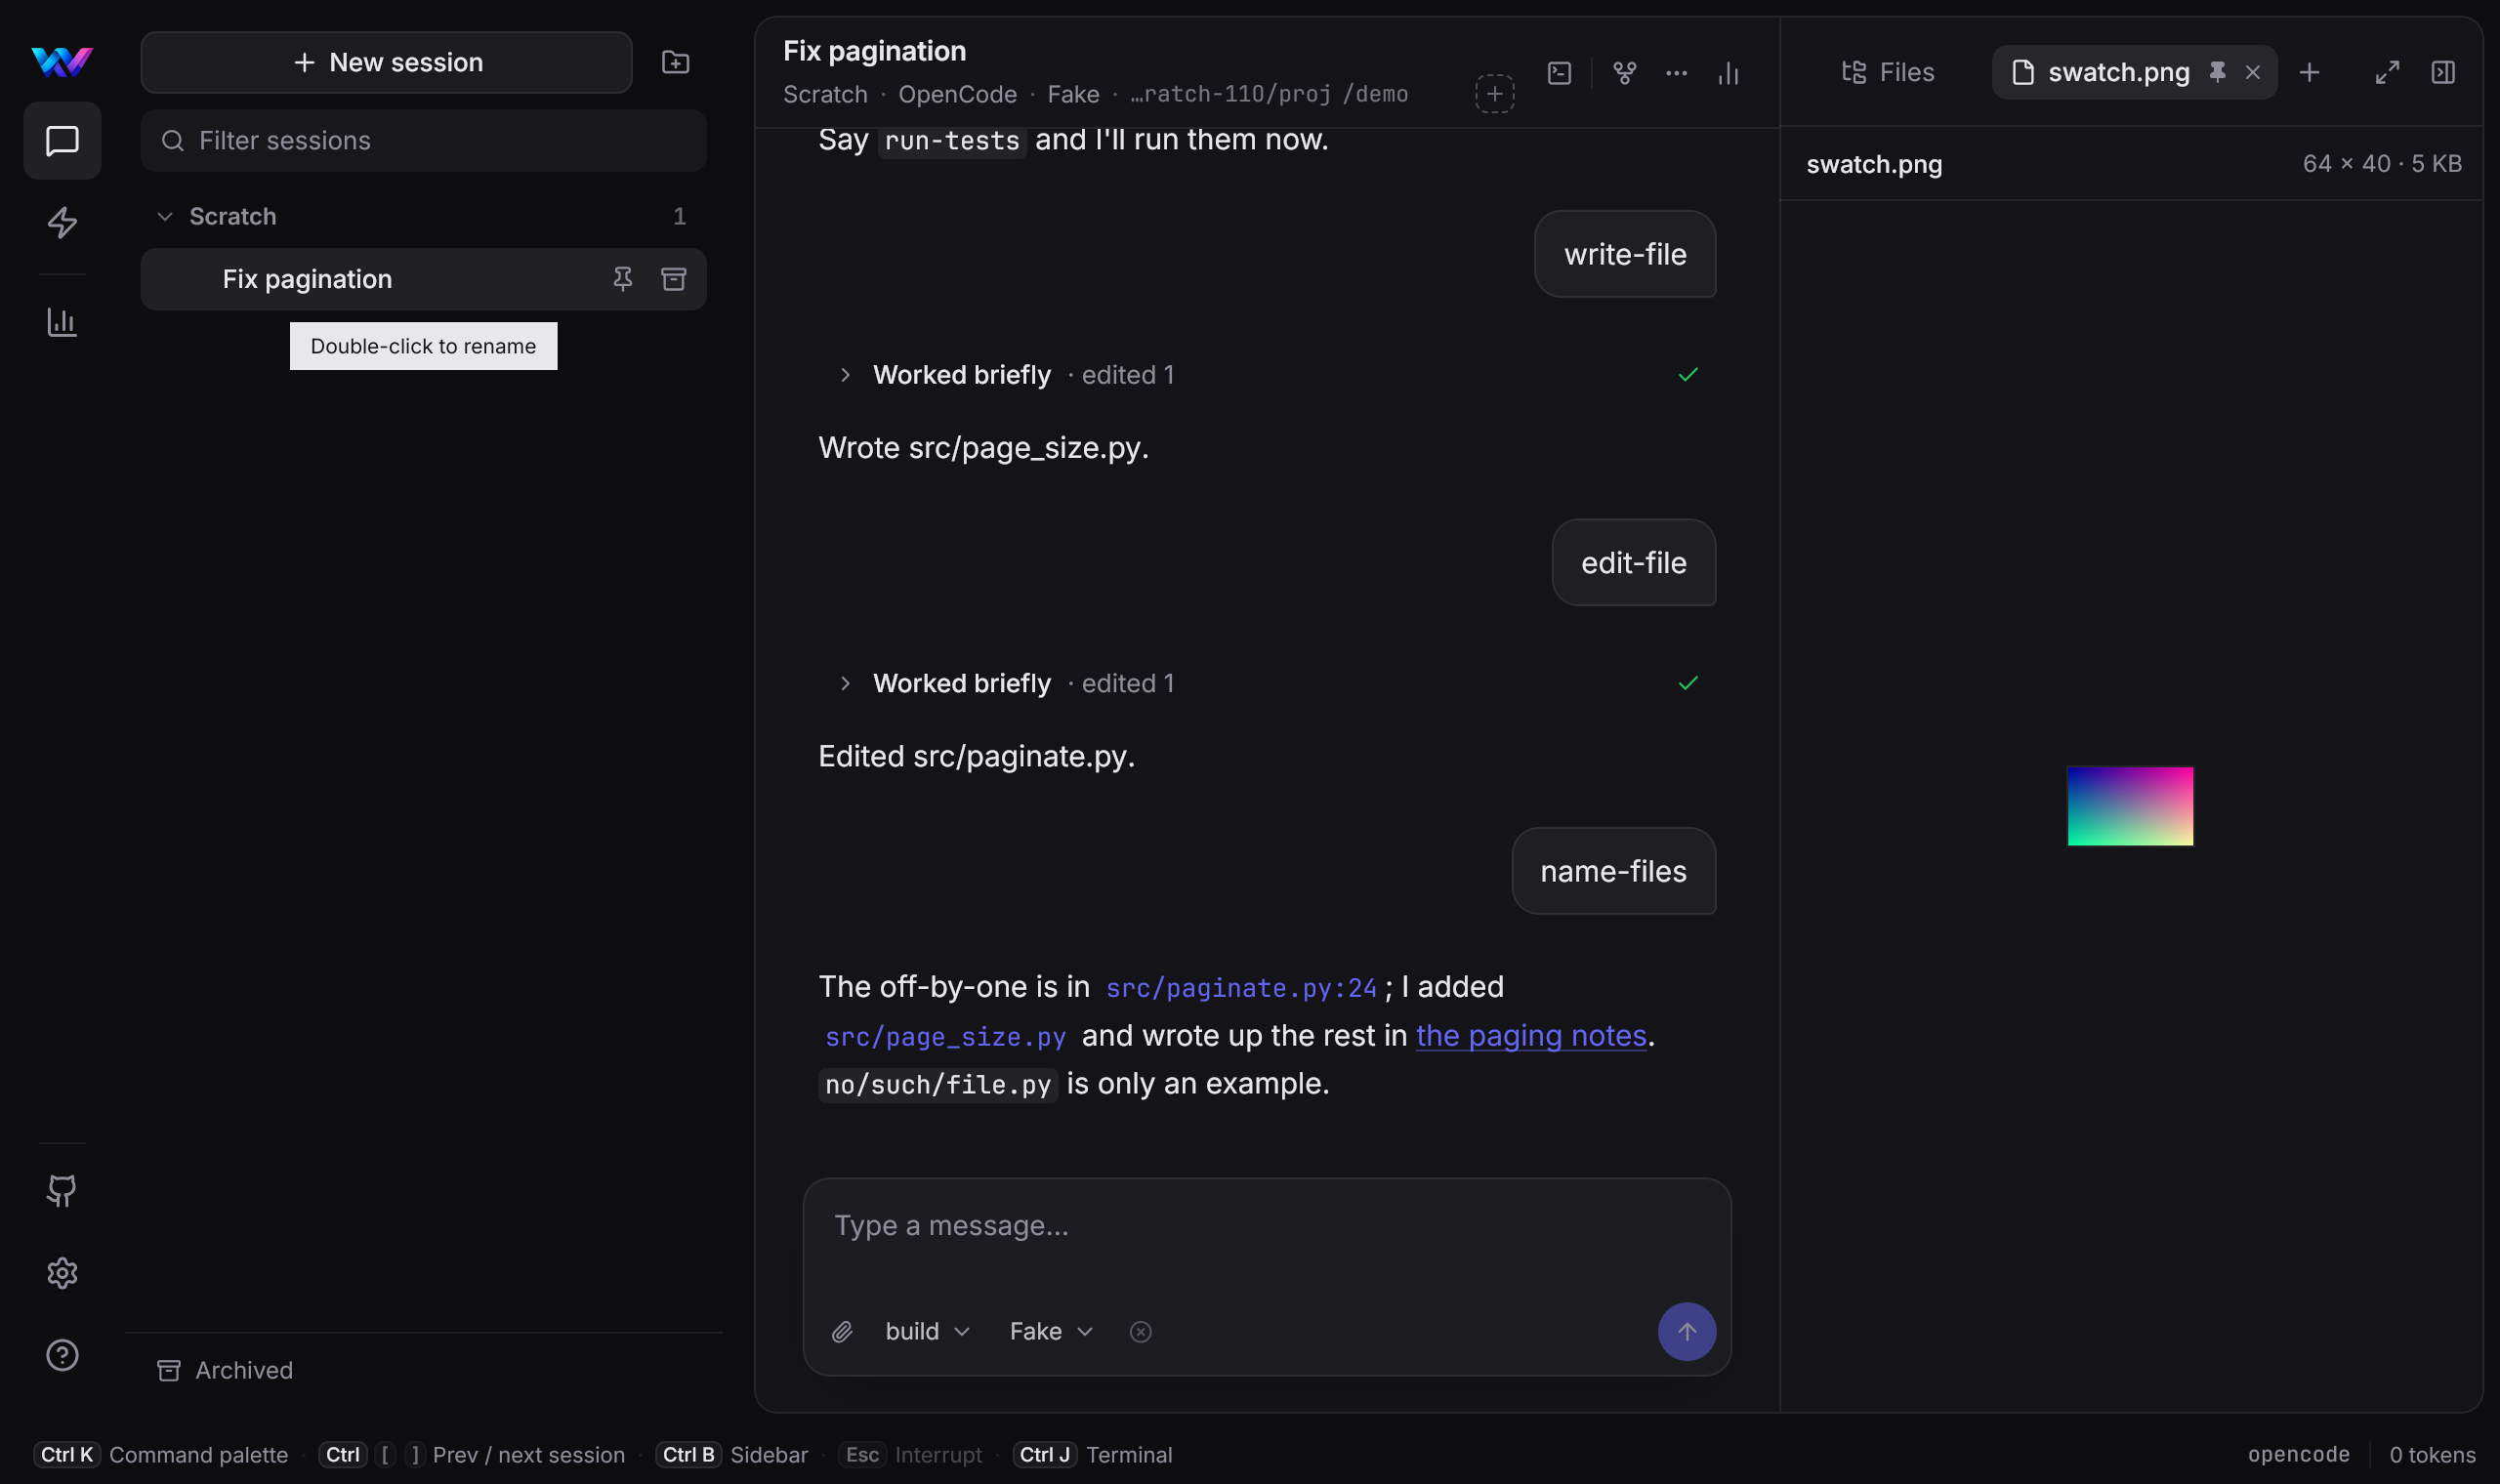 New session
Filter sessions
Scratch 1
Fix pagination
Double-click to rename
Archived
Fix pagination
Scratch · OpenCode · Fake · …ratch-110/proj /demo
Say run-tests and I'll run them now.
write-file
Worked briefly · edited 1
Wrote src/page_size.py.
edit-file
Worked briefly · edited 1
Edited src/paginate.py.
name-files
The off-by-one is in src/paginate.py:24; I added
src/page_size.py and wrote up the rest in the paging notes.
no/such/file.py is only an example.
Type a message...
build Fake
Files swatch.png
swatch.png 64 × 40 · 5 KB
Ctrl K Command palette · Ctrl [ ] Prev / next session · Ctrl B Sidebar · Esc Interrupt · Ctrl J Terminal
opencode 0 tokens